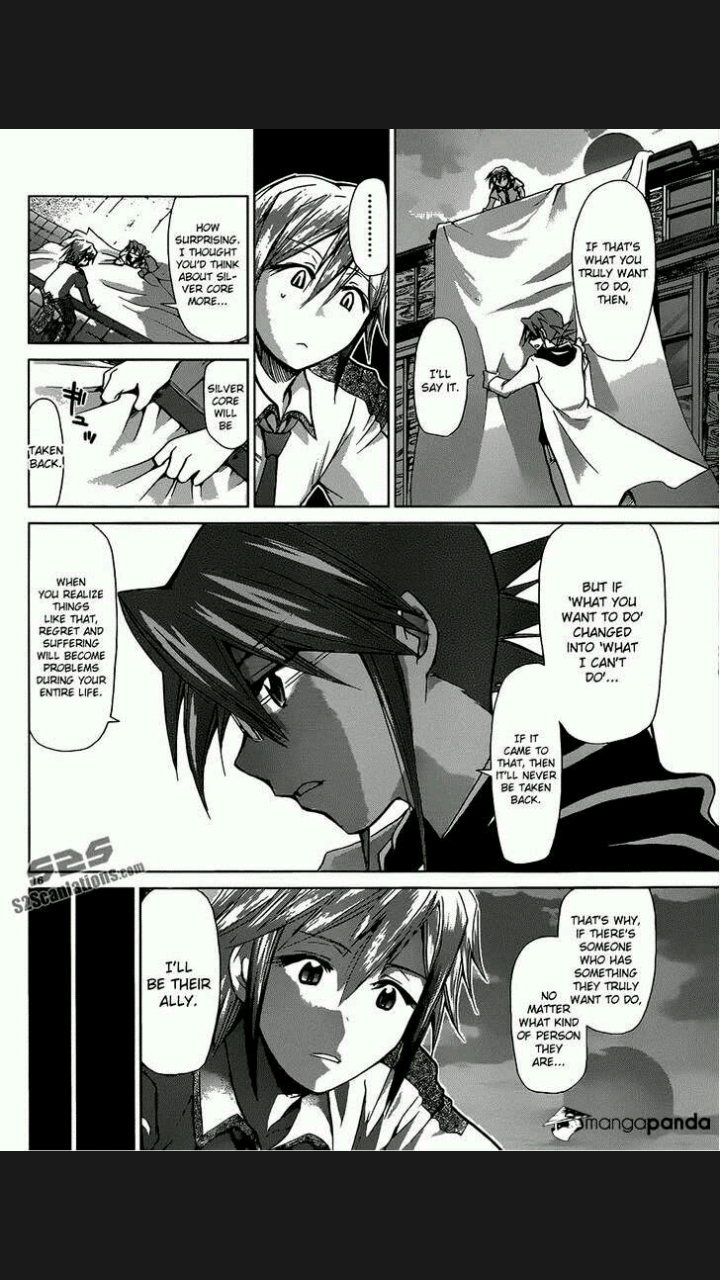 IF THAT'S
WHAT YOU
TRULY WANT
TO DO,
THEN,
I'LL
SAY IT.
.........
HOW
SURPRISING.
I THOUGHT
YOU'D THINK
ABOUT SIL-
VER CORE
MORE...
SILVER
CORE
WILL
BE
TAKEN
BACK.
BUT IF
'WHAT YOU
WANT TO DO'
CHANGED
INTO 'WHAT
I CAN'T
DO'...
IF IT
CAME TO
THAT, THEN
IT'LL NEVER
BE TAKEN
BACK.
WHEN
YOU REALIZE
THINGS
LIKE THAT,
REGRET AND
SUFFERING
WILL BECOME
PROBLEMS
DURING YOUR
ENTIRE LIFE.
S2S
16
S2Scanlations.com
THAT'S WHY,
IF THERE'S
SOMEONE
WHO HAS
SOMETHING
THEY TRULY
WANT TO DO,
NO
MATTER
WHAT KIND
OF PERSON
THEY
ARE...
I'LL
BE THEIR
ALLY.
mangapanda